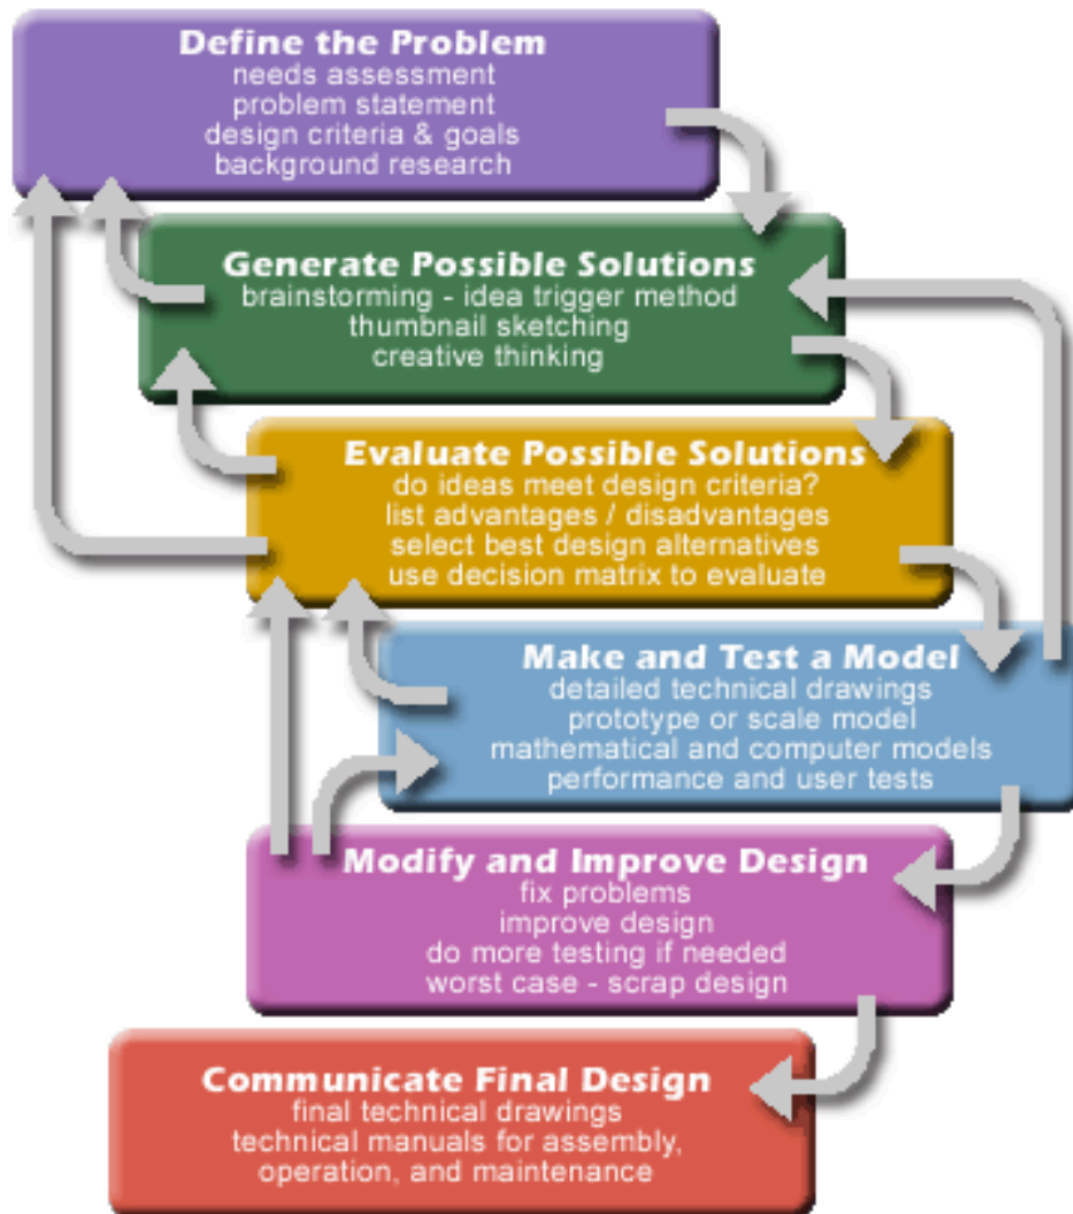 Define the Problem
needs assessment
problem statement
design criteria & goals
background research
Generate Possible Solutions
brainstorming - idea trigger method
thumbnail sketching
creative thinking
Evaluate Possible Solutions
do ideas meet design criteria?
list advantages / disadvantages
select best design alternatives
use decision matrix to evaluate
Make and Test a Model
detailed technical drawings
prototype or scale model
mathematical and computer models
performance and user tests
Modify and Improve Design
fix problems
improve design
do more testing if needed
worst case - scrap design
Communicate Final Design
final technical drawings
technical manuals for assembly,
operation, and maintenance